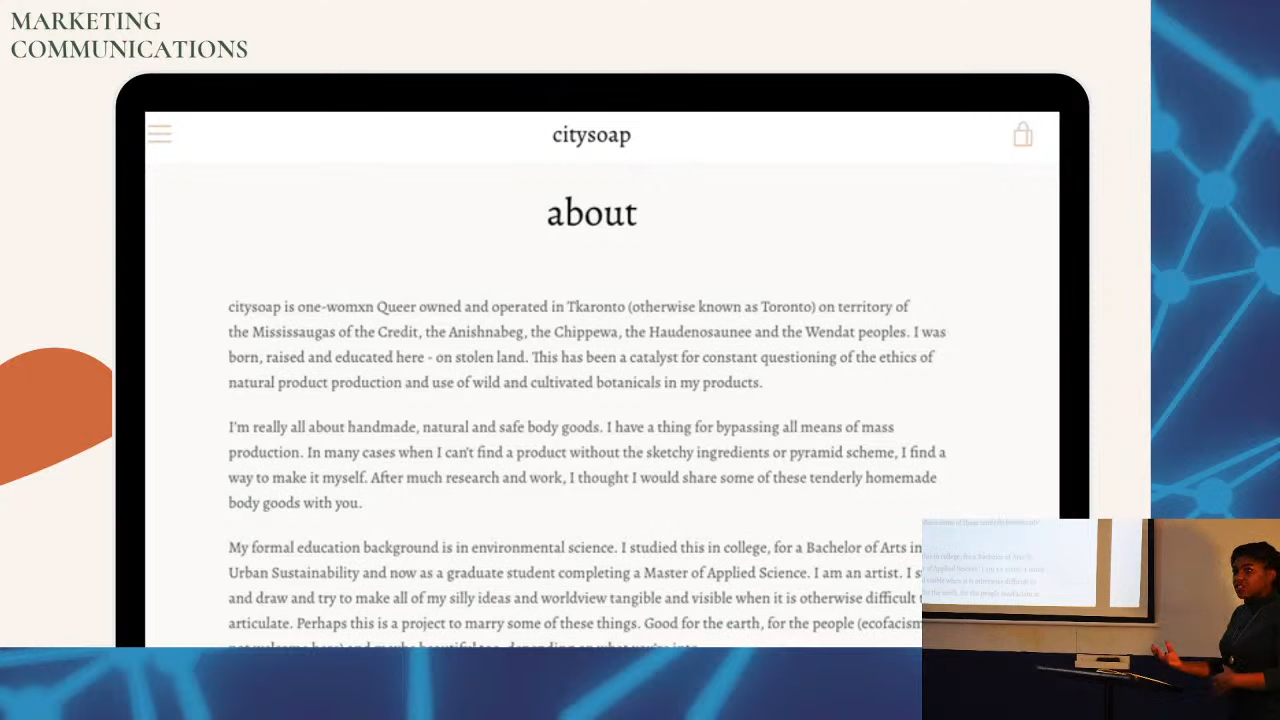 MARKETING
COMMUNICATIONS
citysoap
about
citysoap is one-womxn Queer owned and operated in Tkaronto (otherwise known as Toronto) on territory of
the Mississaugas of the Credit, the Anishnabeg, the Chippewa, the Haudenosaunee and the Wendat peoples. I was
born, raised and educated here - on stolen land. This has been a catalyst for constant questioning of the ethics of
natural product production and use of wild and cultivated botanicals in my products.
I'm really all about handmade, natural and safe body goods. I have a thing for bypassing all means of mass
production. In many cases when I can't find a product without the sketchy ingredients or pyramid scheme, I find a
way to make it myself. After much research and work, I thought I would share some of these tenderly homemade
body goods with you.
My formal education background is in environmental science. I studied this in college, for a Bachelor of Arts in
Urban Sustainability and now as a graduate student completing a Master of Applied Science. I am an artist. I
and draw and try to make all of my silly ideas and worldview tangible and visible when it is otherwise difficult
articulate. Perhaps this is a project to marry some of these things. Good for the earth, for the people (ecofacism